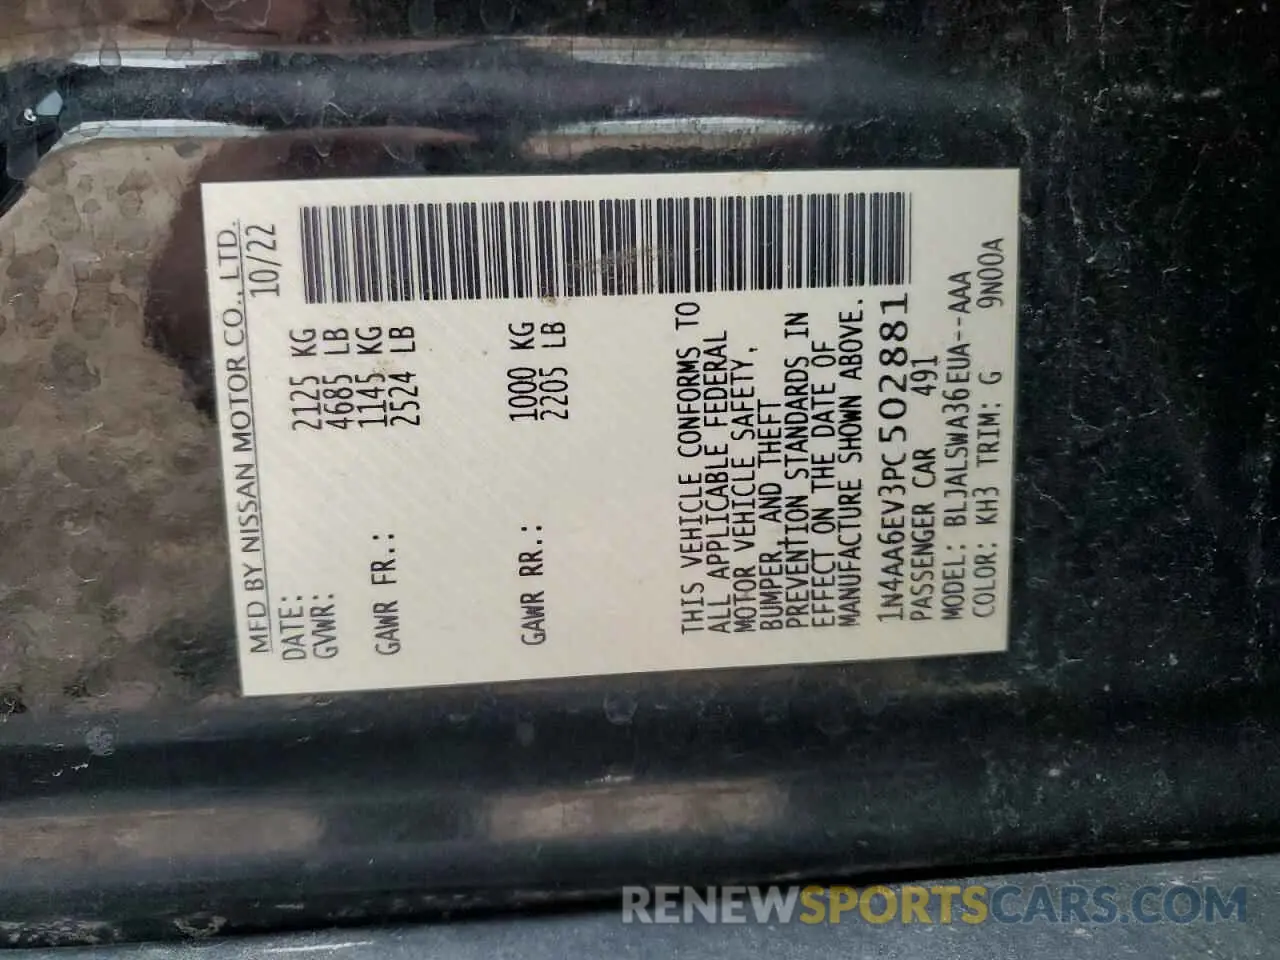 MFD BY NISSAN MOTOR CO., LTD.
DATE: 10/22
GVWR: 2125 KG
4685 LB
GAWR FR.: 1145 KG
2524 LB
GAWR RR.: 1000 KG
2205 LB
THIS VEHICLE CONFORMS TO
ALL APPLICABLE FEDERAL
MOTOR VEHICLE SAFETY,
BUMPER, AND THEFT
PREVENTION STANDARDS IN
EFFECT ON THE DATE OF
MANUFACTURE SHOWN ABOVE.
1N4AA6EV3PC502881
PASSENGER CAR 491
MODEL: BLJALSWA36EUA--AAA
COLOR: KH3 TRIM: G 9N00A
RENEWSPORTSCARS.COM